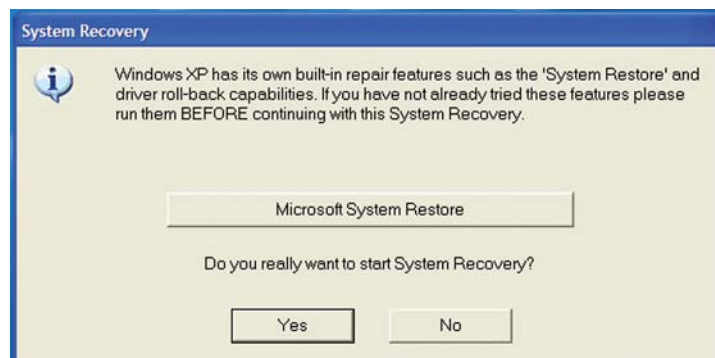 System Recovery
Windows XP has its own built-in repair features such as the 'System Restore' and
driver roll-back capabilities. If you have not already tried these features please
run them BEFORE continuing with this System Recovery.
Microsoft System Restore
Do you really want to start System Recovery?
Yes No